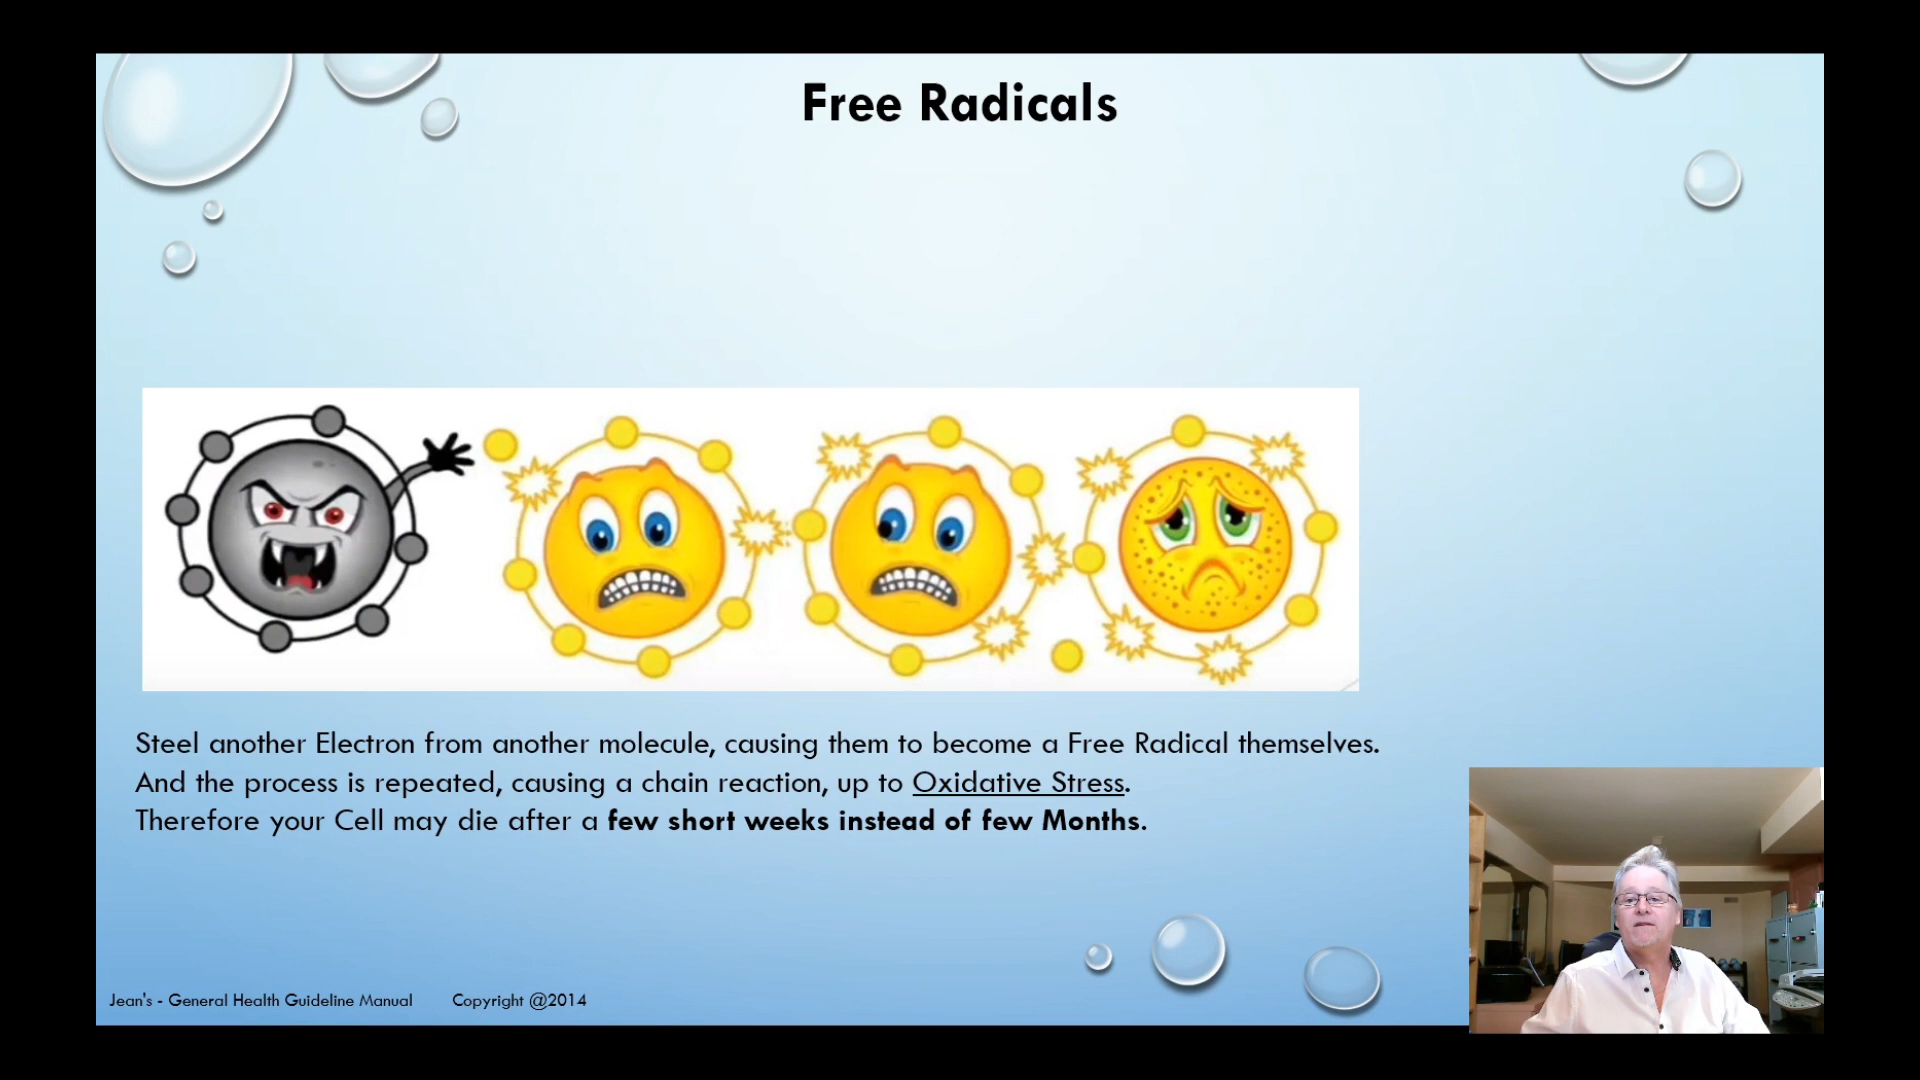 Free Radicals
Steel another Electron from another molecule, causing them to become a Free Radical themselves.
And the process is repeated, causing a chain reaction, up to Oxidative Stress.
Therefore your Cell may die after a few short weeks instead of few Months.
Jean's - General Health Guideline Manual Copyright @2014